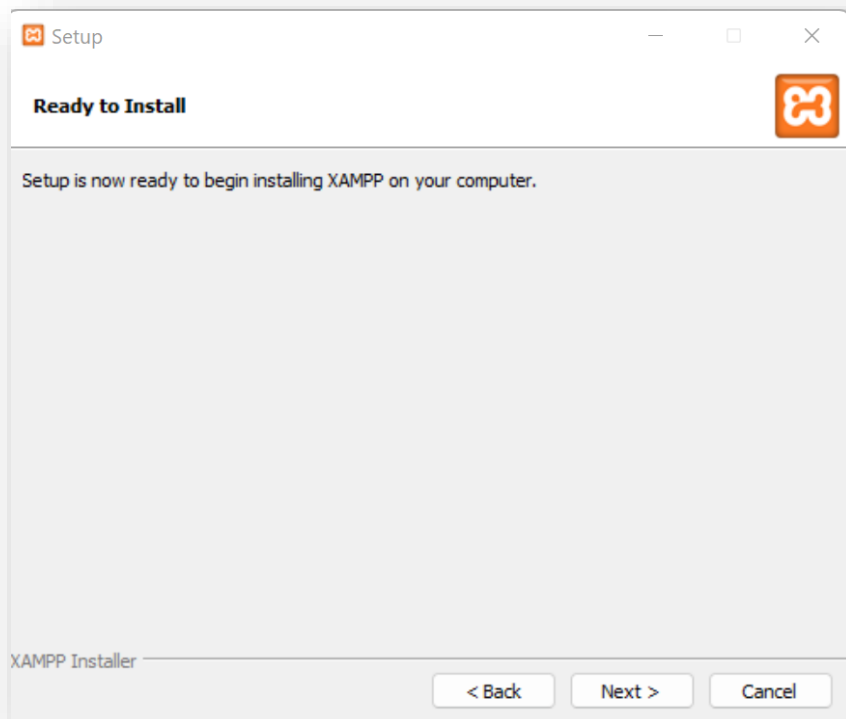 Setup
Ready to Install
Setup is now ready to begin installing XAMPP on your computer.
XAMPP Installer
< Back Next > Cancel